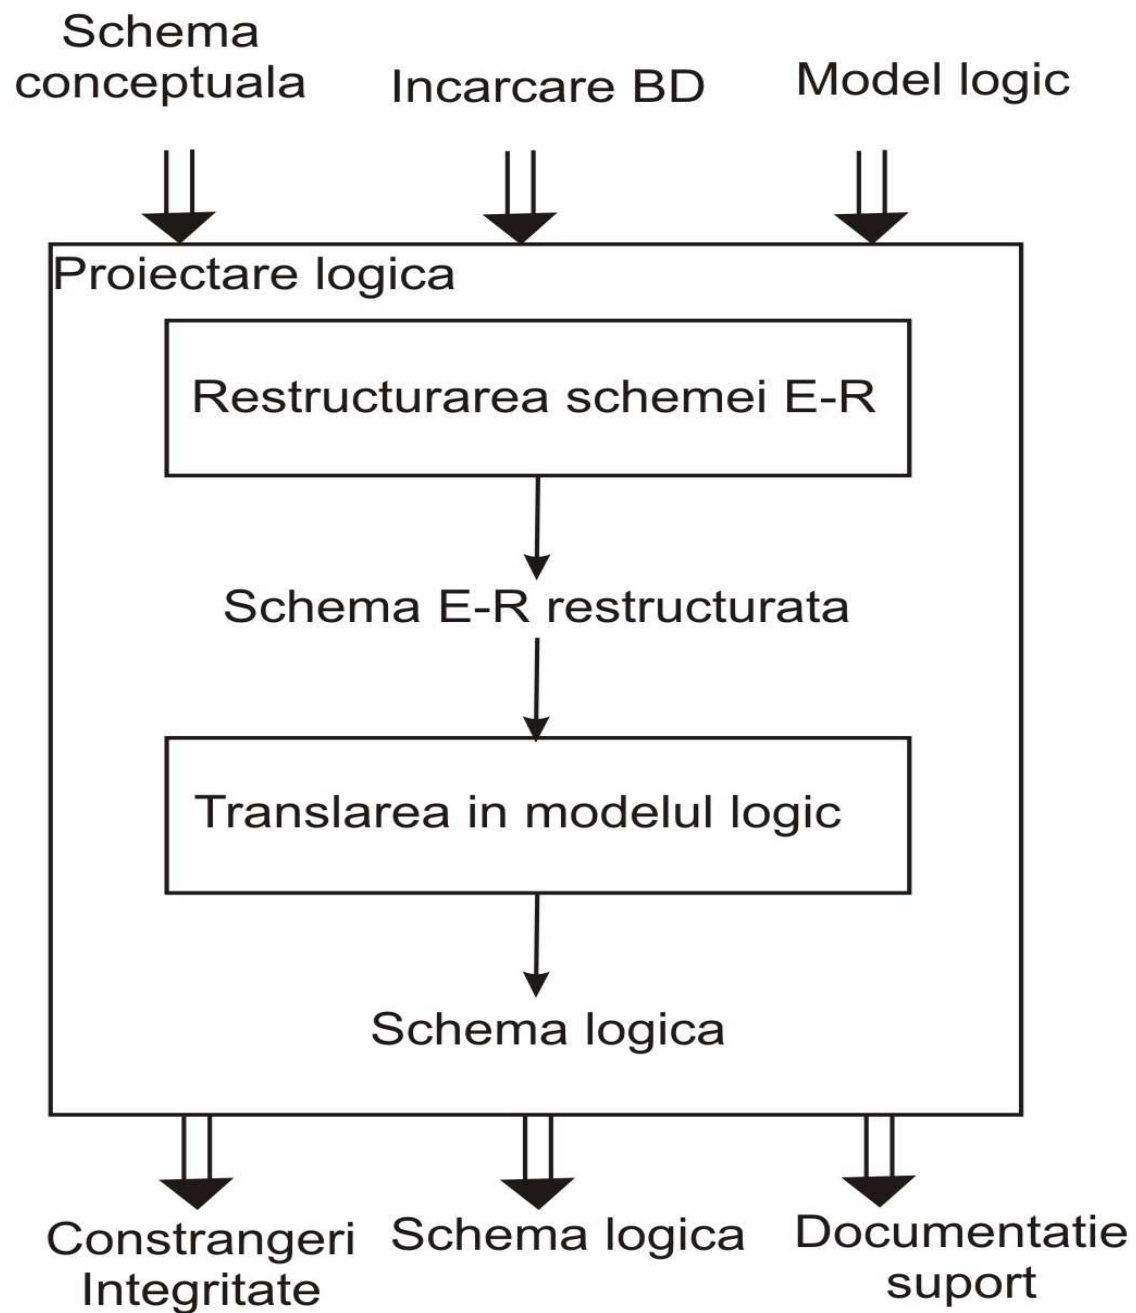 Schema
conceptuala
Incarcare BD
Model logic
Proiectare logica
Restructurarea schemei E-R
Schema E-R restructurata
Translarea in modelul logic
Schema logica
Constrangeri
Integritate
Schema logica
Documentatie
suport